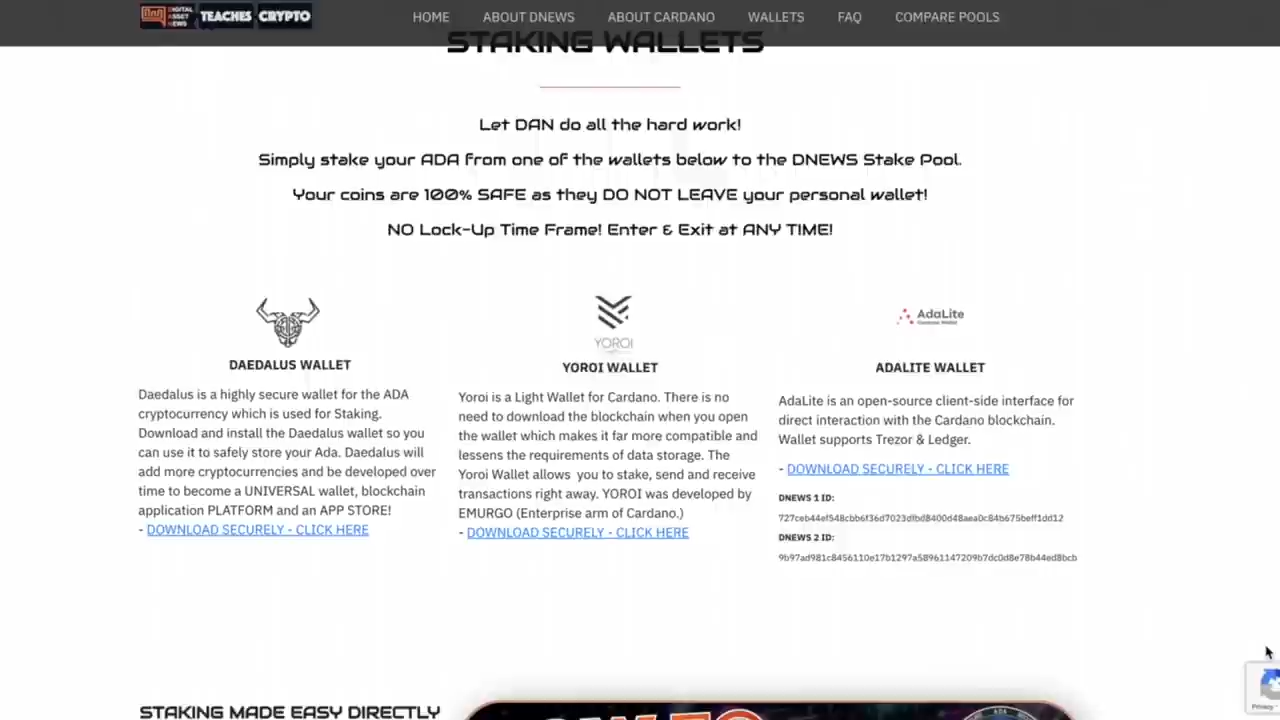 DIGITAL ASSET NEWS TEACHES CRYPTO
HOME ABOUT DNEWS ABOUT CARDANO WALLETS FAQ COMPARE POOLS
STAKING WALLETS
Let DAN do all the hard work!
Simply stake your ADA from one of the wallets below to the DNEWS Stake Pool.
Your coins are 100% SAFE as they DO NOT LEAVE your personal wallet!
NO Lock-Up Time Frame! Enter & Exit at ANY TIME!
DAEDALUS WALLET
Daedalus is a highly secure wallet for the ADA
cryptocurrency which is used for Staking.
Download and install the Daedalus wallet so you
can use it to safely store your Ada. Daedalus will
add more cryptocurrencies and be developed over
time to become a UNIVERSAL wallet, blockchain
application PLATFORM and an APP STORE!
- DOWNLOAD SECURELY - CLICK HERE
YOROI
YOROI WALLET
Yoroi is a Light Wallet for Cardano. There is no
need to download the blockchain when you open
the wallet which makes it far more compatible and
lessens the requirements of data storage. The
Yoroi Wallet allows you to stake, send and receive
transactions right away. YOROI was developed by
EMURGO (Enterprise arm of Cardano.)
- DOWNLOAD SECURELY - CLICK HERE
AdaLite
ADALITE WALLET
AdaLite is an open-source client-side interface for
direct interaction with the Cardano blockchain.
Wallet supports Trezor & Ledger.
- DOWNLOAD SECURELY - CLICK HERE
DNEWS 1 ID:
DNEWS 2 ID:
9b97ad981c8456110e17b1297a58961147209b7dc0d8e78b44ed8bcb
STAKING MADE EASY DIRECTLY
ADA
Privacy -